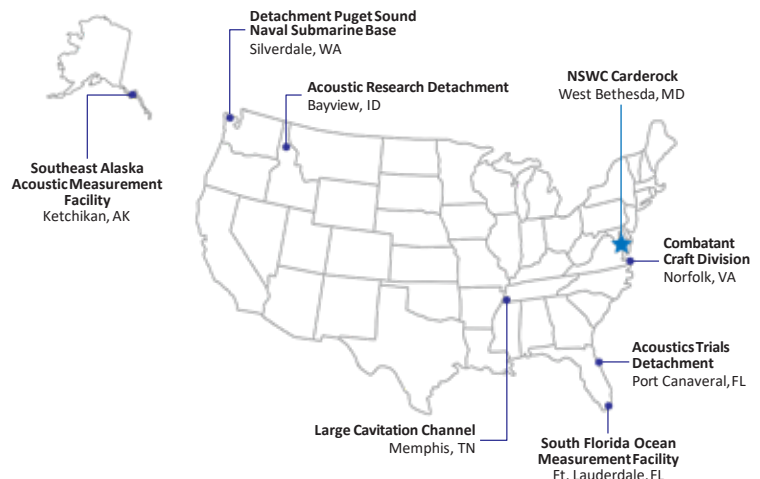 Detachment Puget Sound
Naval Submarine Base
Silverdale, WA
Acoustic Research Detachment
Bayview, ID
NSWC Carderock
West Bethesda, MD
Southeast Alaska
Acoustic Measurement
Facility
Ketchikan, AK
Combatant
Craft Division
Norfolk, VA
Acoustics Trials
Detachment
Port Canaveral, FL
Large Cavitation Channel
Memphis, TN
South Florida Ocean
Measurement Facility
Ft. Lauderdale, FL